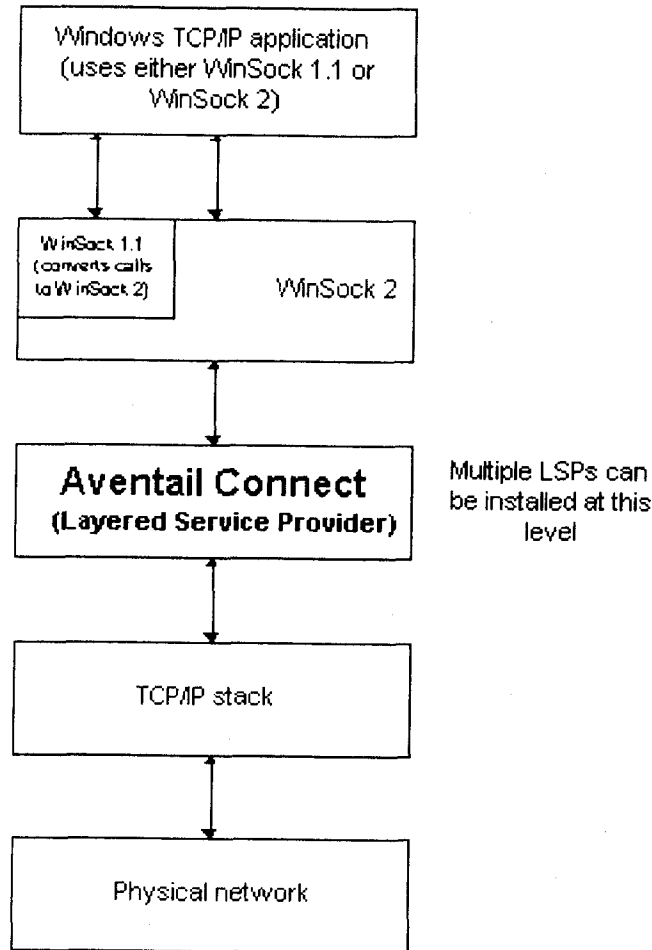 Windows TCP/IP application
(uses either WinSock 1.1 or
WinSock 2)
WinSock 1.1
(converts calls
to WinSock 2)
WinSock 2
Aventail Connect
(Layered Service Provider)
Multiple LSPs can
be installed at this
level
TCP/IP stack
Physical network